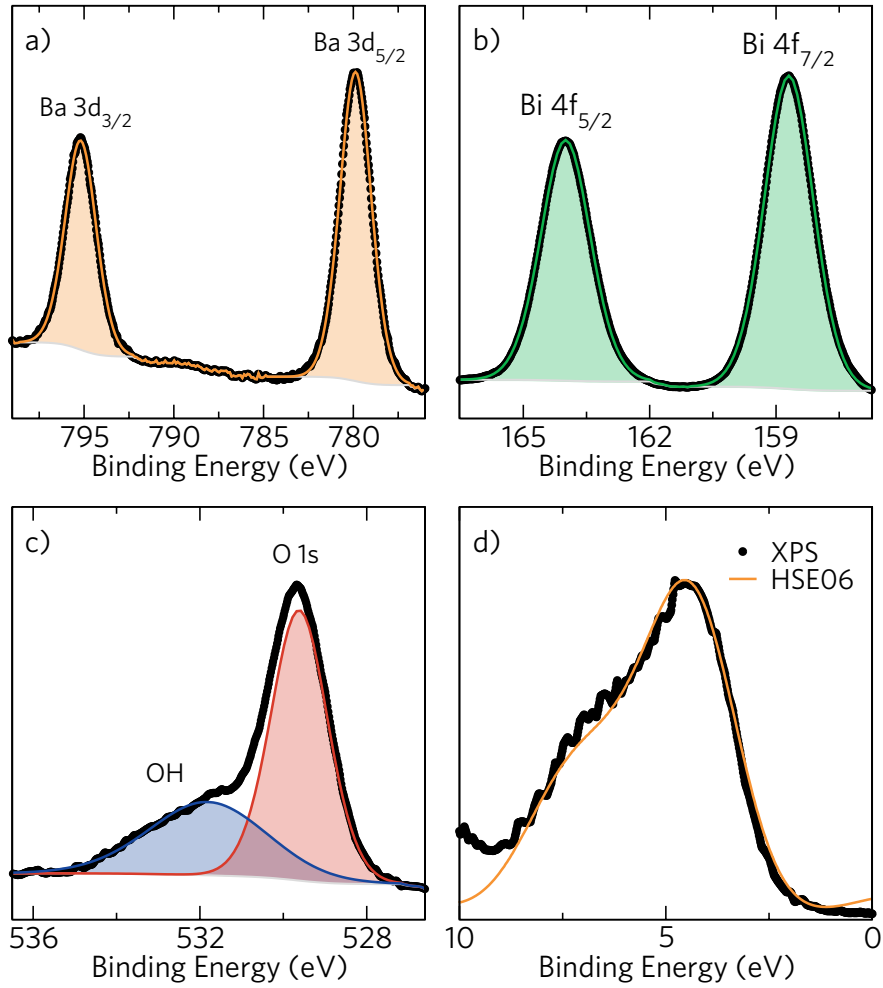 a)
Ba 3d5/2
Ba 3d3/2
795 790 785 780
Binding Energy (eV)
b)
Bi 4f7/2
Bi 4f5/2
165 162 159
Binding Energy (eV)
c)
O 1s
OH
536 532 528
Binding Energy (eV)
d)
XPS
HSE06
10 5 0
Binding Energy (eV)